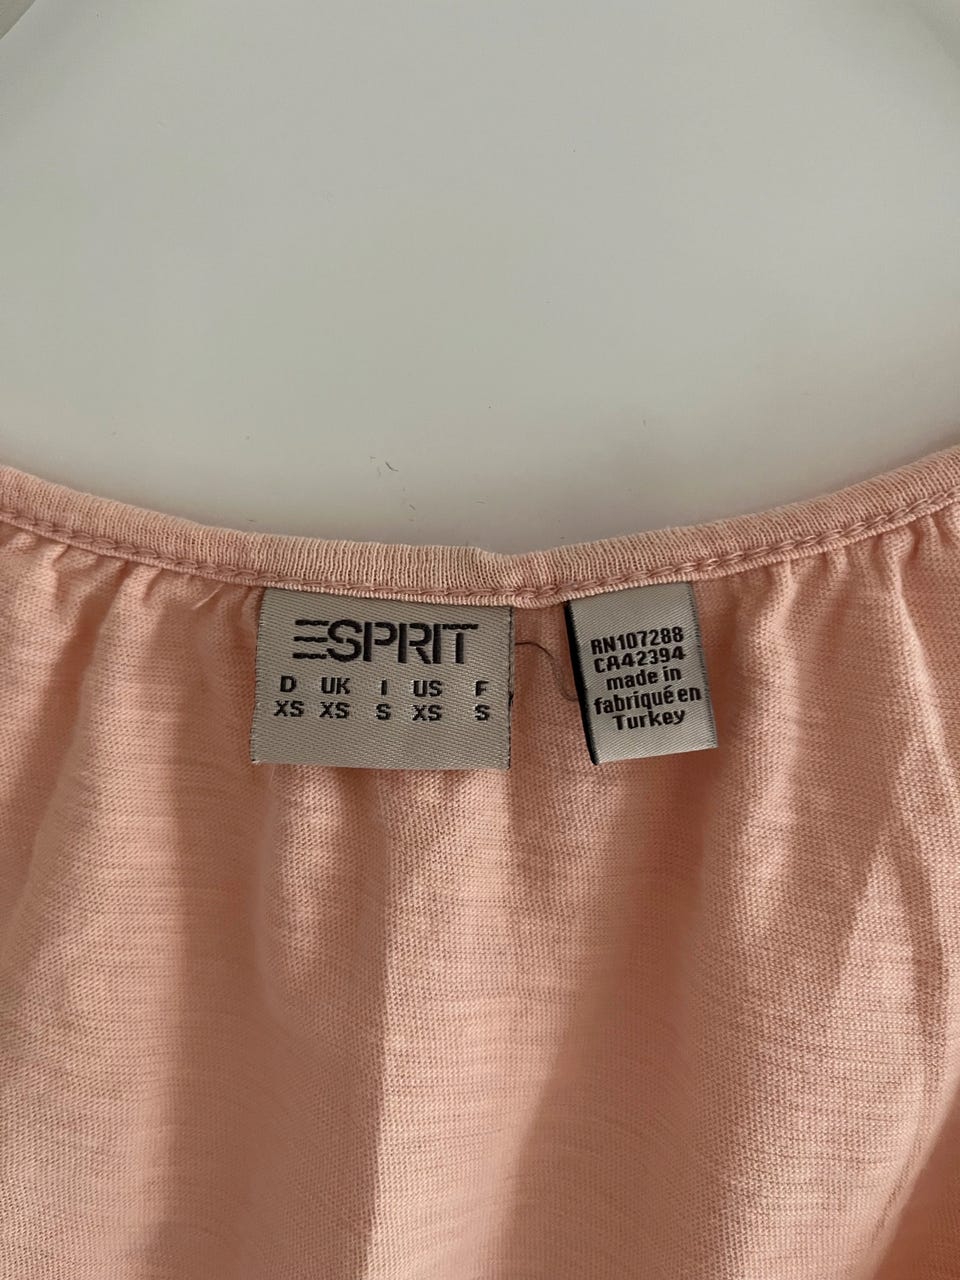 ESPRIT
D UK I US F
XS XS S XS S
RN107288
CA42394
made in
fabriqué en
Turkey